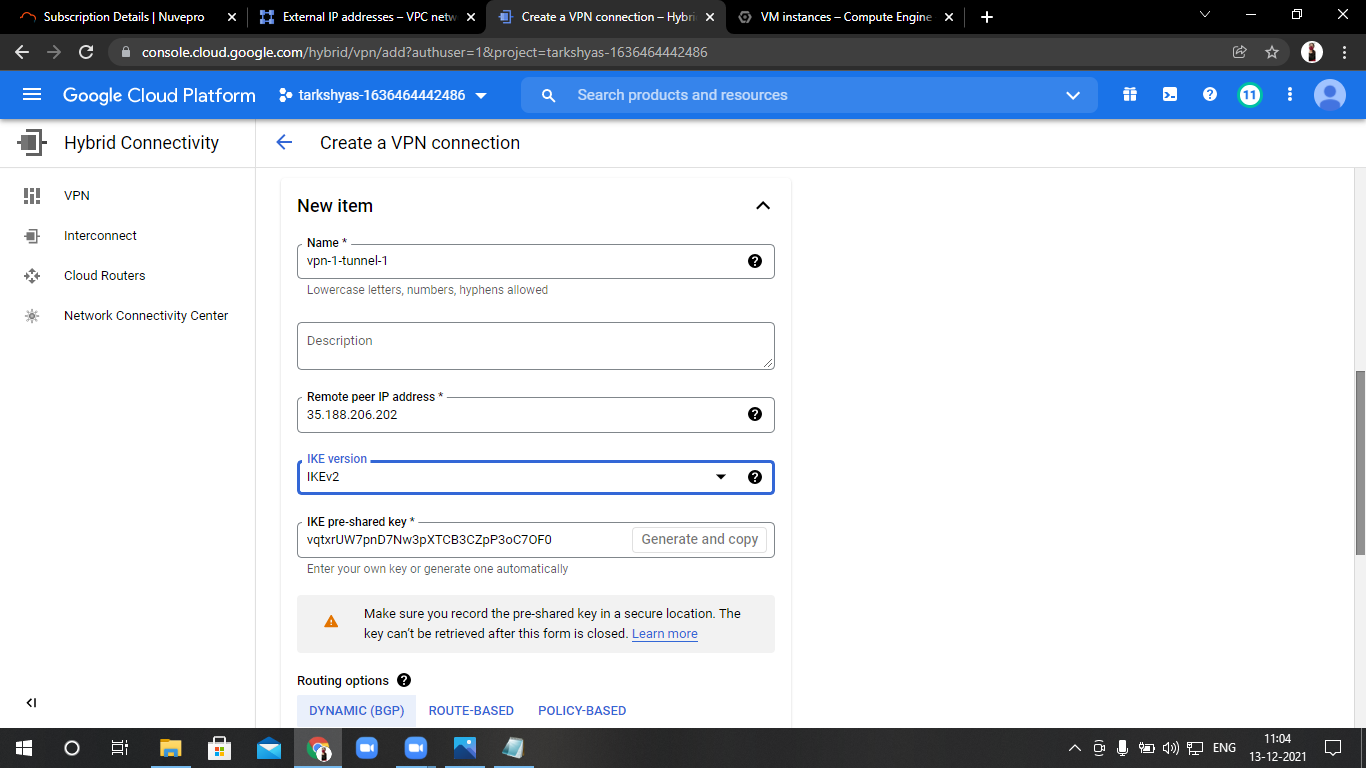 Subscription Details | Nuvepro
External IP addresses – VPC netw
Create a VPN connection – Hybri
VM instances – Compute Engine
console.cloud.google.com/hybrid/vpn/add?authuser=1&project=tarkshyas-1636464442486
Google Cloud Platform
tarkshyas-1636464442486
Search products and resources
11
Hybrid Connectivity
Create a VPN connection
VPN
Interconnect
Cloud Routers
Network Connectivity Center
New item
Name *
vpn-1-tunnel-1
Lowercase letters, numbers, hyphens allowed
Description
Remote peer IP address *
35.188.206.202
IKE version
IKEv2
IKE pre-shared key *
vqtxrUW7pnD7Nw3pXTCB3CZpP3oC7OF0
Generate and copy
Enter your own key or generate one automatically
Make sure you record the pre-shared key in a secure location. The
key can't be retrieved after this form is closed. Learn more
Routing options
DYNAMIC (BGP)
ROUTE-BASED
POLICY-BASED
ENG
11:04
13-12-2021